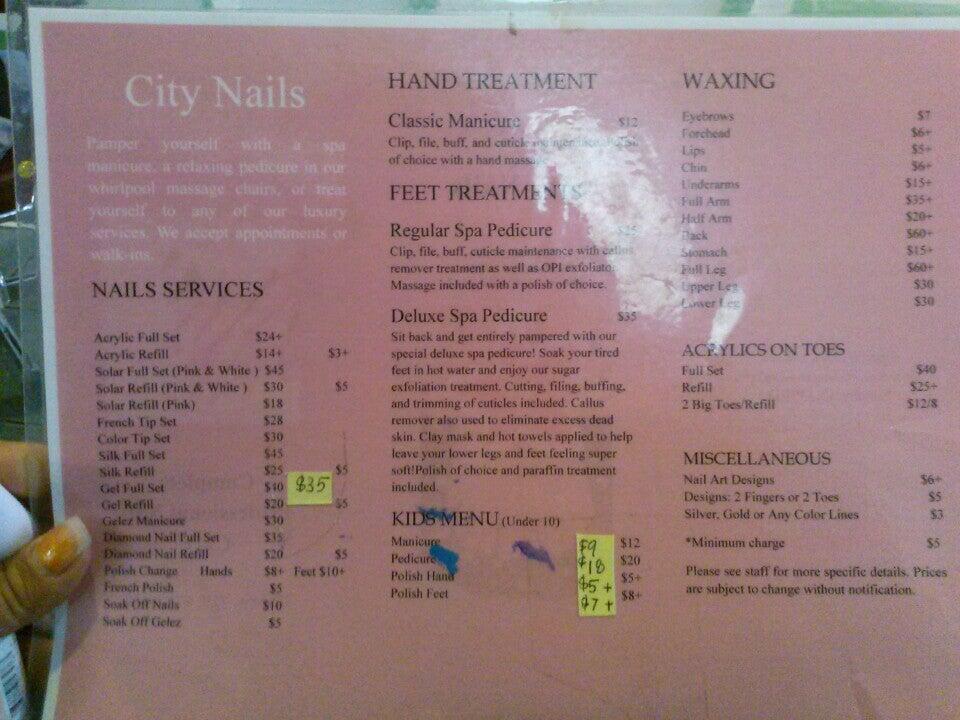 City Nails
Pamper yourself with a spa
manicure, a relaxing pedicure in our
whirlpool massage chairs, or treat
yourself to any of our luxury
services. We accept appointments or
walk-ins.
NAILS SERVICES
Acrylic Full Set $24+
Acrylic Refill $14+ $3+
Solar Full Set (Pink & White ) $45
Solar Refill (Pink & White ) $30 $5
Solar Refill (Pink) $18
French Tip Set $28
Color Tip Set $30
Silk Full Set $45
Silk Refill $25 $5
Gel Full Set $40 $35
Gel Refill $20 $5
Gelez Manicure $30
Diamond Nail Full Set $35
Diamond Nail Refill $20 $5
Polish Change Hands $8+ Feet $10+
French Polish $5
Soak Off Nails $10
Soak Off Gelez $5
HAND TREATMENT
Classic Manicure $12
Clip, file, buff, and cuticle maintenance
of choice with a hand massage
FEET TREATMENTS
Regular Spa Pedicure $25
Clip, file, buff, cuticle maintenance with callus
remover treatment as well as OPI exfoliator
Massage included with a polish of choice.
Deluxe Spa Pedicure $35
Sit back and get entirely pampered with our
special deluxe spa pedicure! Soak your tired
feet in hot water and enjoy our sugar
exfoliation treatment. Cutting, filing, buffing,
and trimming of cuticles included. Callus
remover also used to eliminate excess dead
skin. Clay mask and hot towels applied to help
leave your lower legs and feet feeling super
soft!Polish of choice and paraffin treatment
included.
KIDS MENU (Under 10)
Manicure $9 $12
Pedicure $18 $20
Polish Hand $5+ $5+
Polish Feet $7+ $8+
WAXING
Eyebrows $7
Forehead $6+
Lips $5+
Chin $6+
Underarms $15+
Full Arm $35+
Half Arm $20+
Back $60+
Stomach $15+
Full Leg $60+
Upper Leg $30
Lower Leg $30
ACRYLICS ON TOES
Full Set $40
Refill $25+
2 Big Toes/Refill $12/8
MISCELLANEOUS
Nail Art Designs $6+
Designs: 2 Fingers or 2 Toes $5
Silver, Gold or Any Color Lines $3
*Minimum charge $5
Please see staff for more specific details. Prices
are subject to change without notification.